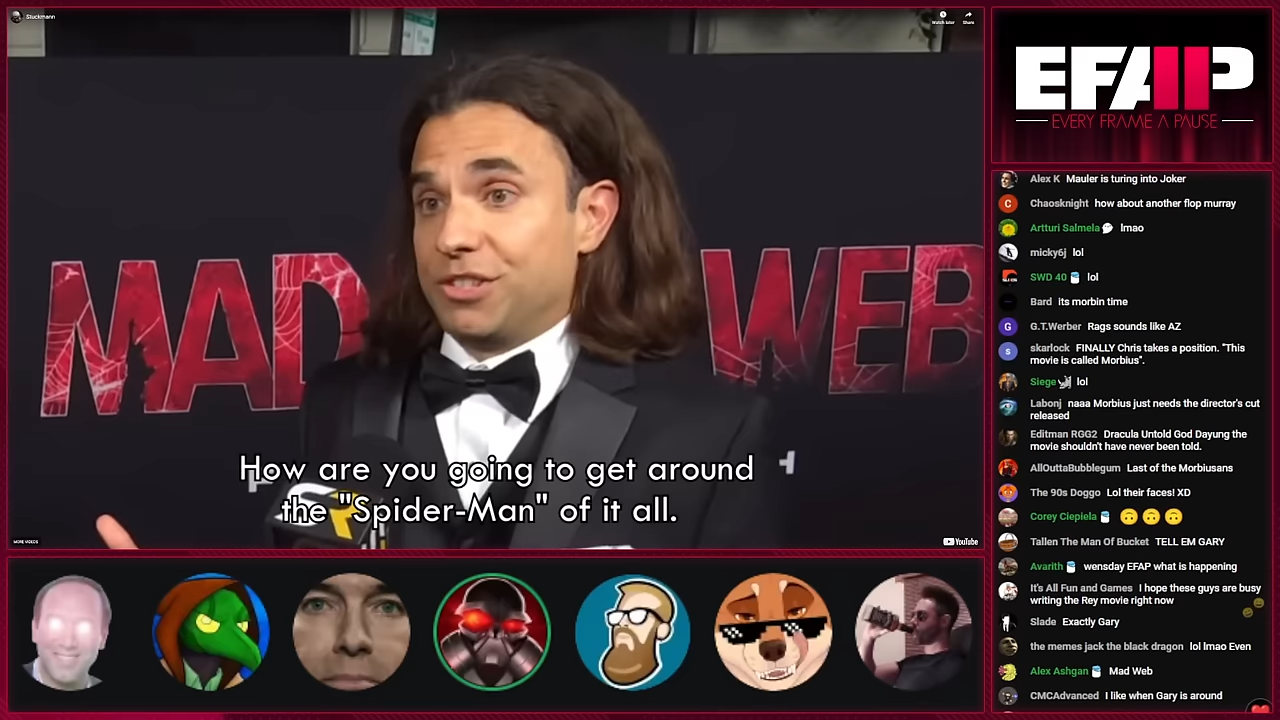 Stuckmann
Watch later
Share
MAD
WEB
How are you going to get around
the "Spider-Man" of it all.
MORE VIDEOS
YouTube
EFAP
EVERY FRAME A PAUSE
Alex K Mauler is turing into Joker
C
Chaosknight how about another flop murray
Artturi Salmela lmao
micky6j lol
SWD 40 lol
Bard its morbin time
G
G.T.Werber Rags sounds like AZ
s
skarlock FINALLY Chris takes a position. "This
movie is called Morbius".
Siege lol
Labonj naaa Morbius just needs the director's cut
released
Editman RGG2 Dracula Untold God Dayung the
movie shouldn't have never been told.
AllOuttaBubblegum Last of the Morbiusans
The 90s Doggo Lol their faces! XD
Corey Ciepiela
Tallen The Man Of Bucket TELL EM GARY
Avarith wensday EFAP what is happening
It's All Fun and Games I hope these guys are busy
writing the Rey movie right now
Slade Exactly Gary
the memes jack the black dragon lol lmao Even
Alex Ashgan Mad Web
CMCAdvanced I like when Gary is around